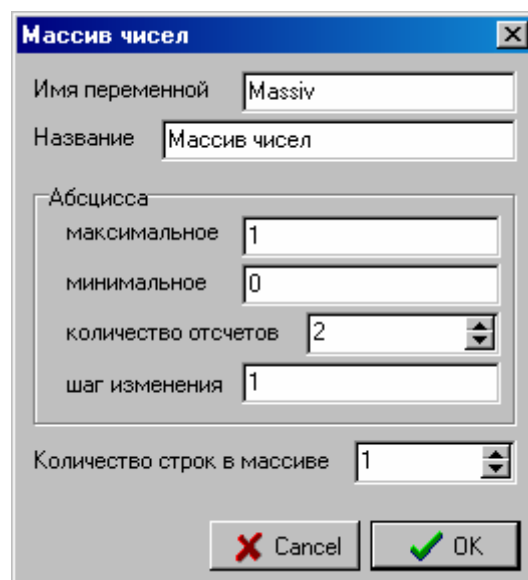 Массив чисел
Имя переменной Massiv
Название Массив чисел
Абсцисса
максимальное 1
минимальное 0
количество отсчетов 2
шаг изменения 1
Количество строк в массиве 1
Cancel OK